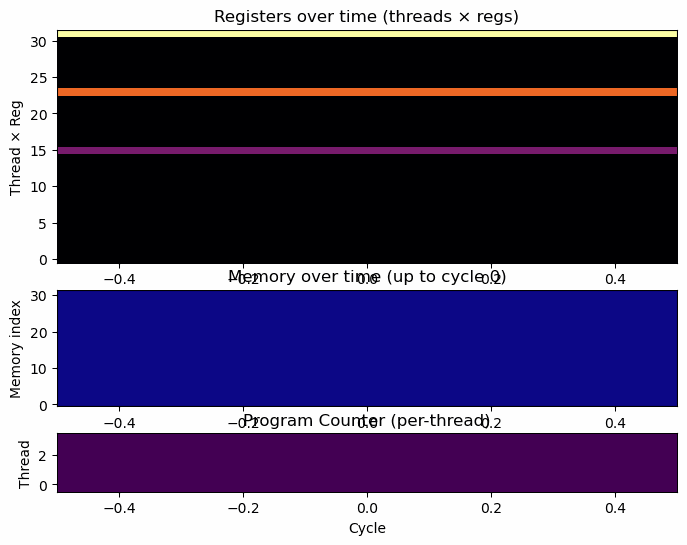 Registers over time (threads × regs)
30
25
20
15
10
5
0
Thread × Reg
−0.4 −0.2 0.0 0.2 0.4
Memory over time (up to cycle 0)
30
20
10
0
Memory index
−0.4 −0.2 0.0 0.2 0.4
Program Counter (per-thread)
2
0
Thread
−0.4 −0.2 0.0 0.2 0.4
Cycle